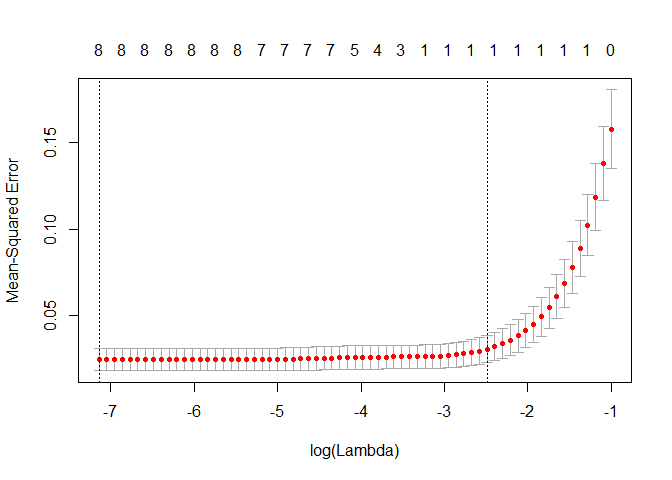 8 8 8 8 8 8 8 7 7 7 7 5 4 3 1 1 1 1 1 1 1 1 0
Mean-Squared Error
0.15
0.10
0.05
-7 -6 -5 -4 -3 -2 -1
log(Lambda)